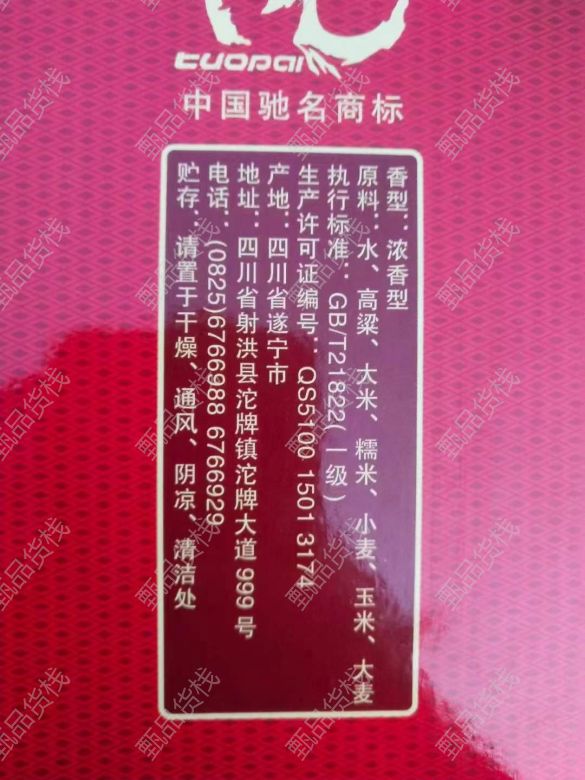 tuopai
中国驰名商标
香型：浓香型
原料：水、高粱、大米、糯米、小麦、玉米、大麦
执行标准：GB/T21822(一级)
生产许可证编号：QS5100 1501 3174
产地：四川省遂宁市
地址：四川省射洪县沱牌镇沱牌大道999号
电话：(0825)6766988 6766929
贮存：请置于干燥、通风、阴凉、清洁处
甄品货栈